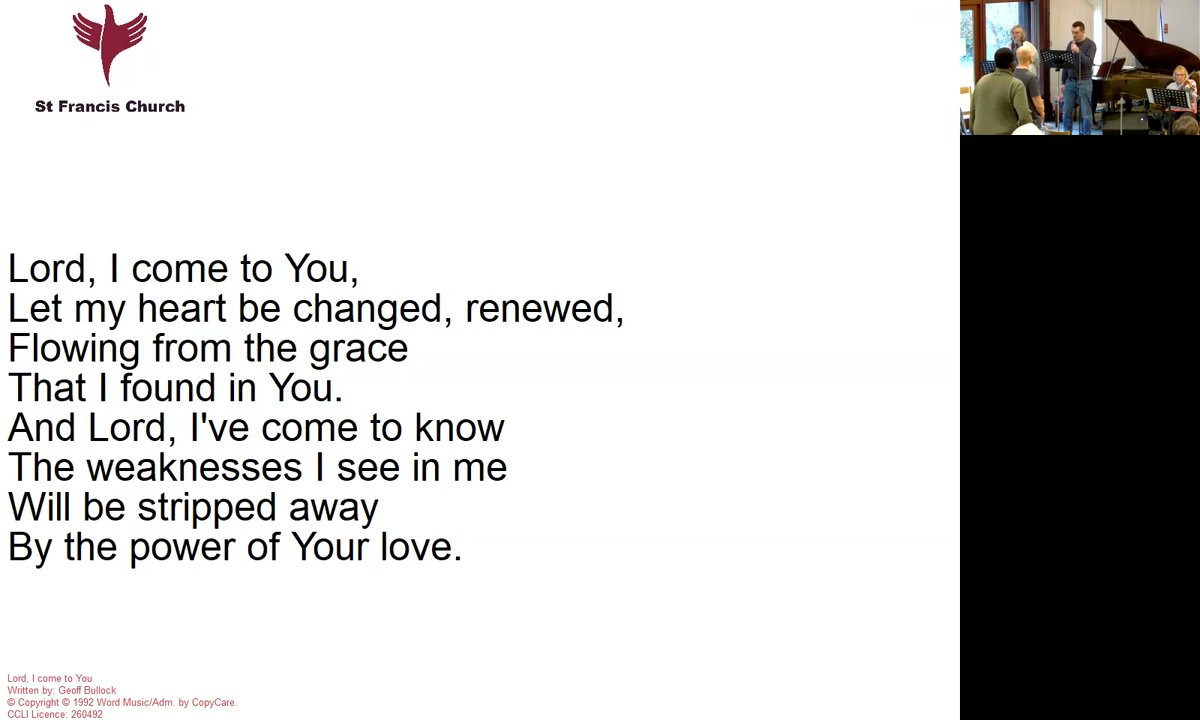 St Francis Church
Lord, I come to You,
Let my heart be changed, renewed,
Flowing from the grace
That I found in You.
And Lord, I've come to know
The weaknesses I see in me
Will be stripped away
By the power of Your love.
Lord, I come to You
Written by: Geoff Bullock
© Copyright © 1992 Word Music/Adm. by CopyCare.
CCLI Licence: 260492